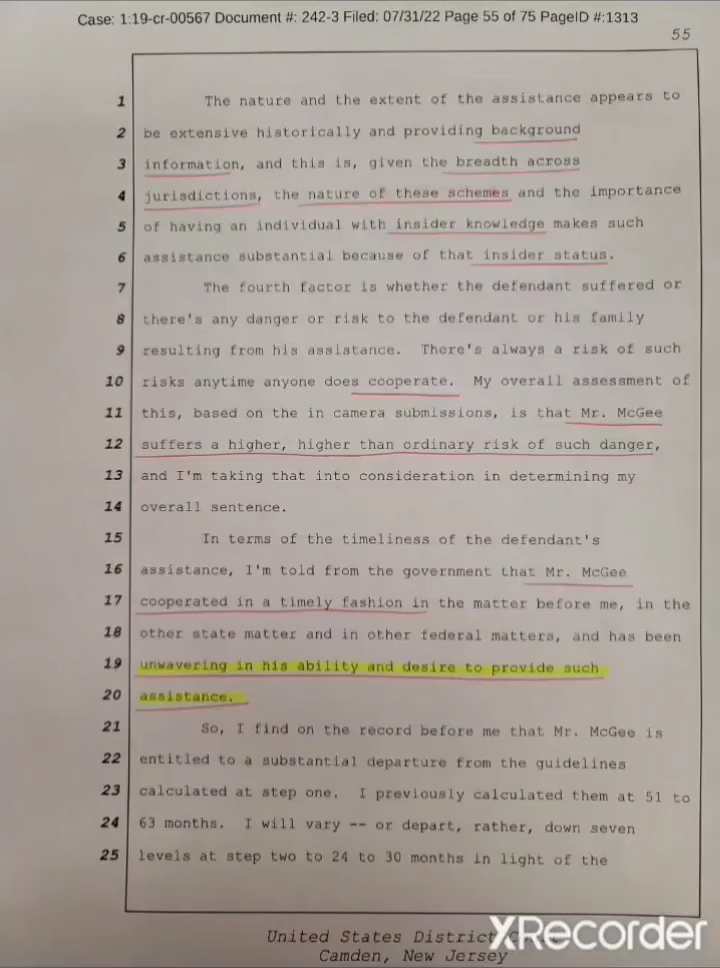 Case: 1:19-cr-00567 Document #: 242-3 Filed: 07/31/22 Page 55 of 75 PageID #:1313
55
1 The nature and the extent of the assistance appears to
2 be extensive historically and providing background
3 information, and this is, given the breadth across
4 jurisdictions, the nature of these schemes and the importance
5 of having an individual with insider knowledge makes such
6 assistance substantial because of that insider status.
7 The fourth factor is whether the defendant suffered or
8 there's any danger or risk to the defendant or his family
9 resulting from his assistance. There's always a risk of such
10 risks anytime anyone does cooperate. My overall assessment of
11 this, based on the in camera submissions, is that Mr. McGee
12 suffers a higher, higher than ordinary risk of such danger,
13 and I'm taking that into consideration in determining my
14 overall sentence.
15 In terms of the timeliness of the defendant's
16 assistance, I'm told from the government that Mr. McGee
17 cooperated in a timely fashion in the matter before me, in the
18 other state matter and in other federal matters, and has been
19 unwavering in his ability and desire to provide such
20 assistance.
21 So, I find on the record before me that Mr. McGee is
22 entitled to a substantial departure from the guidelines
23 calculated at step one. I previously calculated them at 51 to
24 63 months. I will vary -- or depart, rather, down seven
25 levels at step two to 24 to 30 months in light of the
United States District
XRecorder
Camden, New Jersey